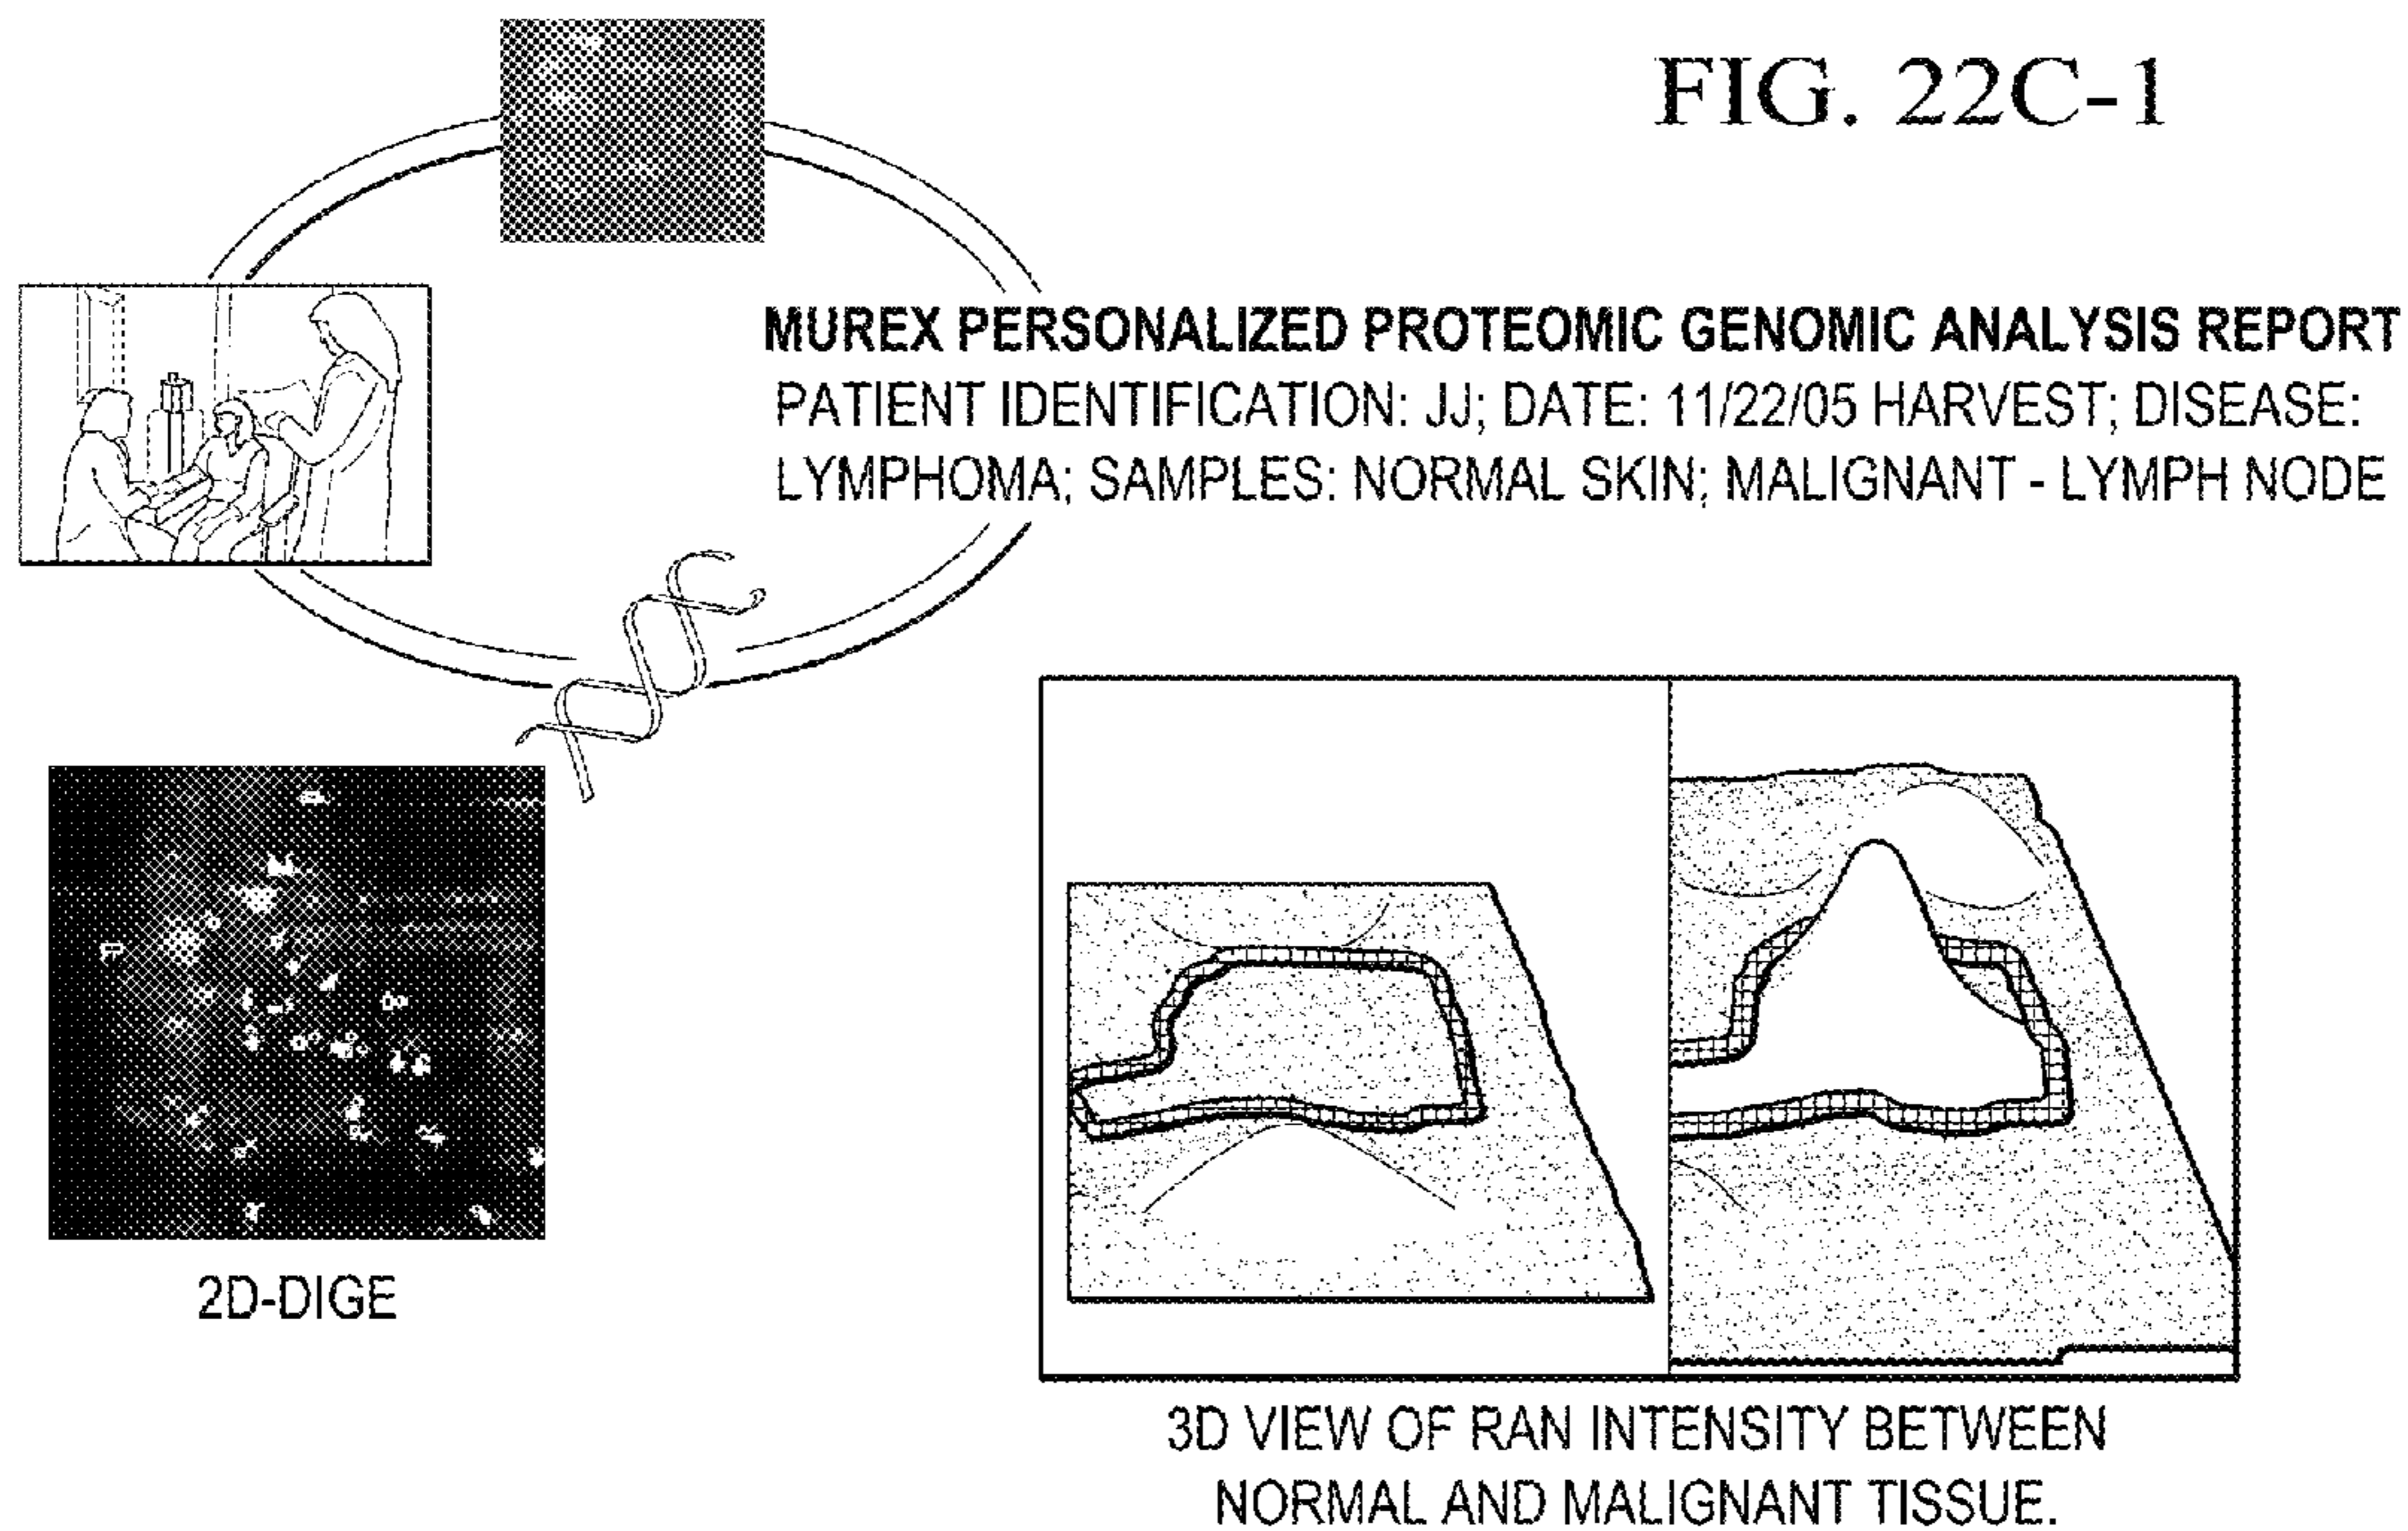 FIG. 22C-1
MUREX PERSONALIZED PROTEOMIC GENOMIC ANALYSIS REPORT
PATIENT IDENTIFICATION: JJ; DATE: 11/22/05 HARVEST; DISEASE:
LYMPHOMA; SAMPLES: NORMAL SKIN; MALIGNANT - LYMPH NODE
2D-DIGE
3D VIEW OF RAN INTENSITY BETWEEN
NORMAL AND MALIGNANT TISSUE.